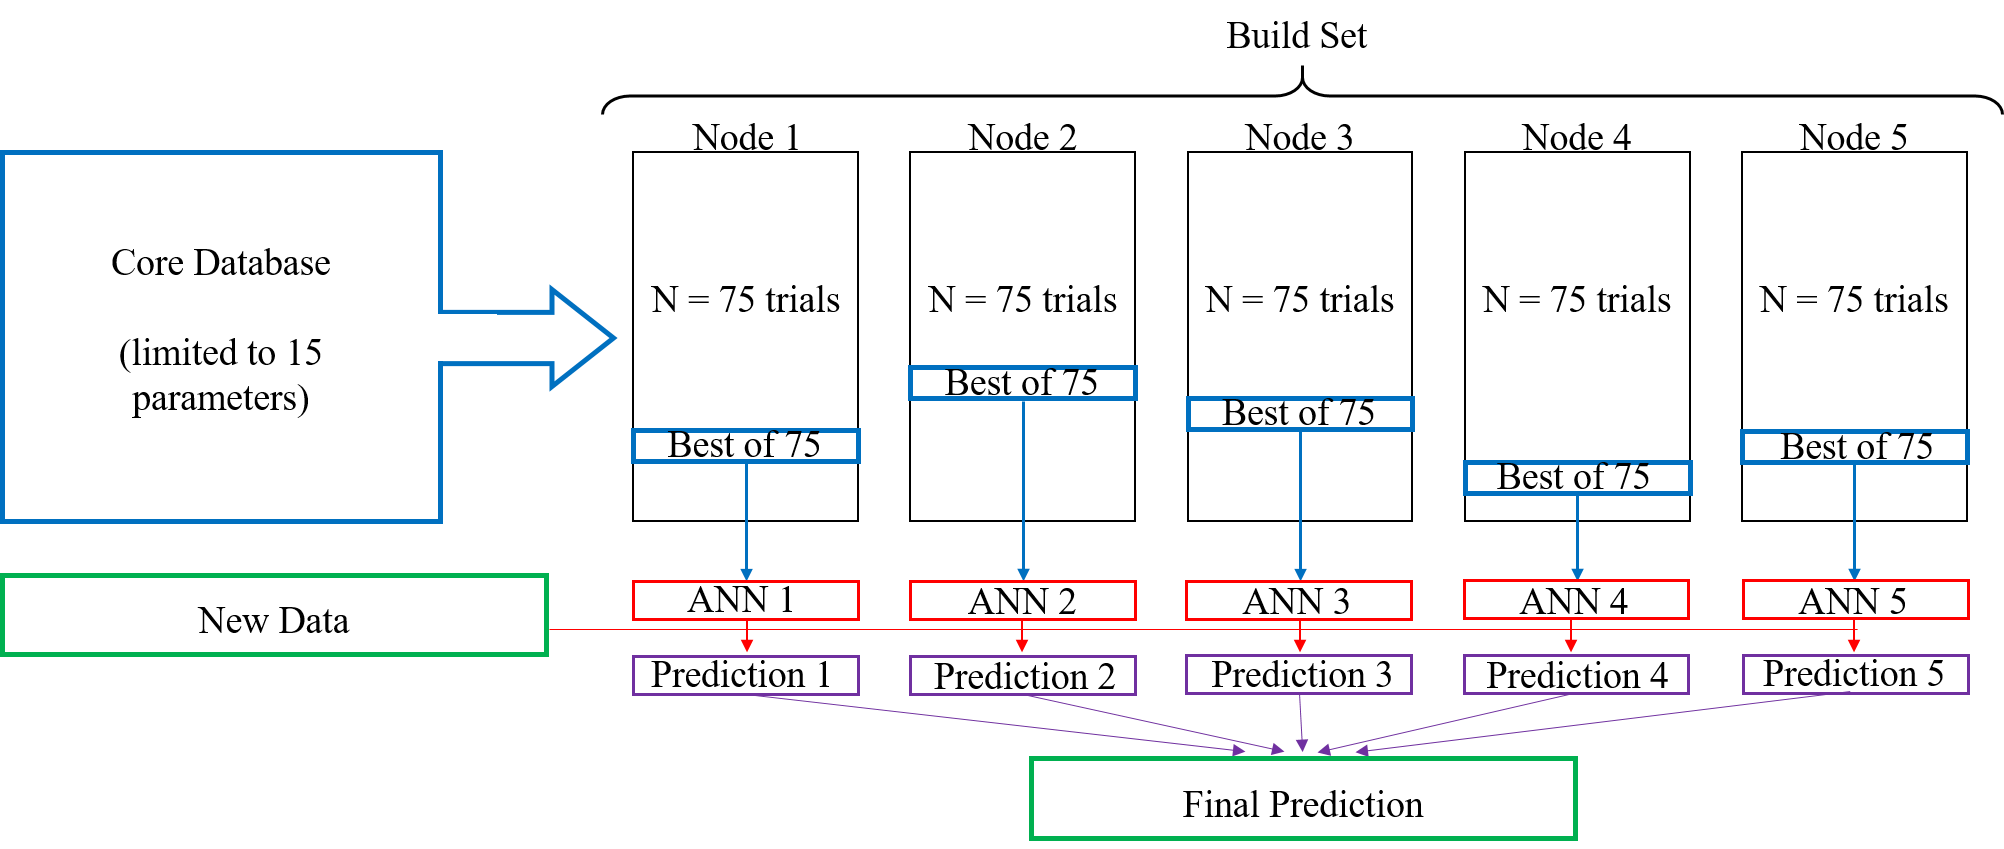 Build Set
Node 1
Node 2
Node 3
Node 4
Node 5
Core Database
(limited to 15
parameters)
N = 75 trials
N = 75 trials
N = 75 trials
N = 75 trials
N = 75 trials
Best of 75
Best of 75
Best of 75
Best of 75
Best of 75
New Data
ANN 1
ANN 2
ANN 3
ANN 4
ANN 5
Prediction 1
Prediction 2
Prediction 3
Prediction 4
Prediction 5
Final Prediction